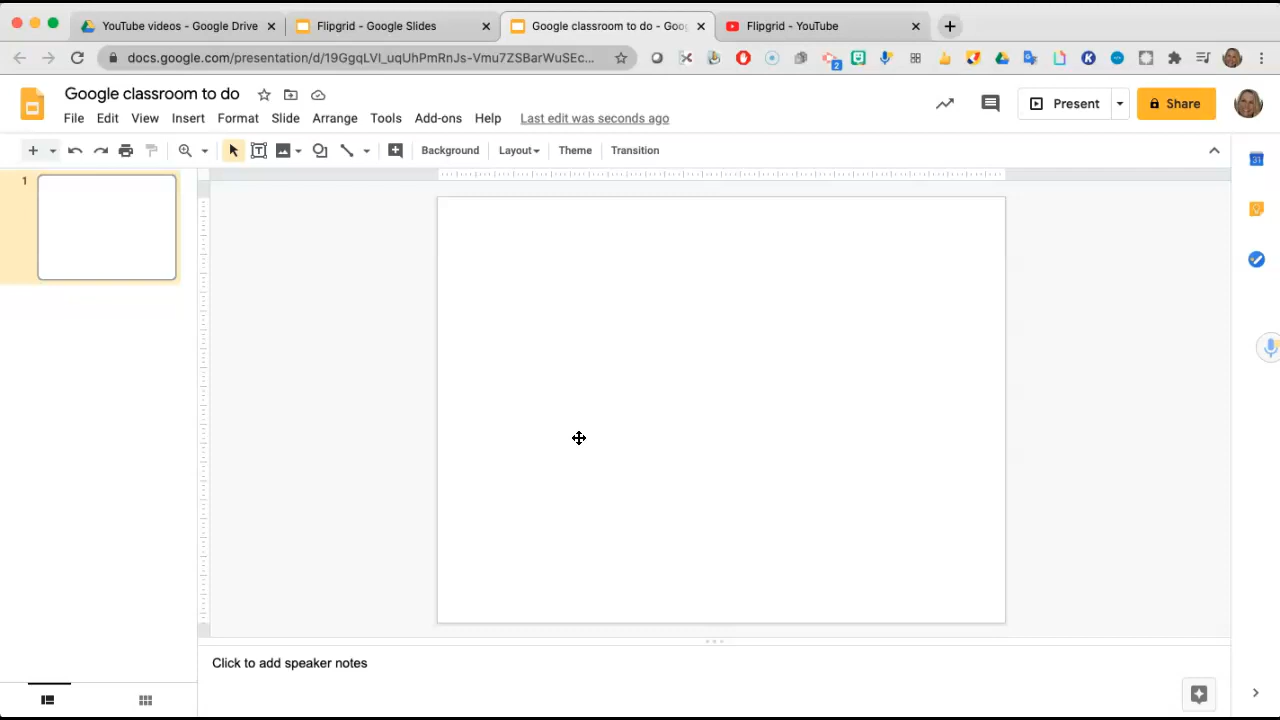 YouTube videos - Google Drive
Flipgrid - Google Slides
Google classroom to do - Goo
Flipgrid - YouTube
docs.google.com/presentation/d/19GgqLVI_uqUhPmRnJs-Vmu7ZSBarWuSEc...
2
K
Google classroom to do
File Edit View Insert Format Slide Arrange Tools Add-ons Help Last edit was seconds ago
Present
Share
Background Layout Theme Transition
31
1
Click to add speaker notes